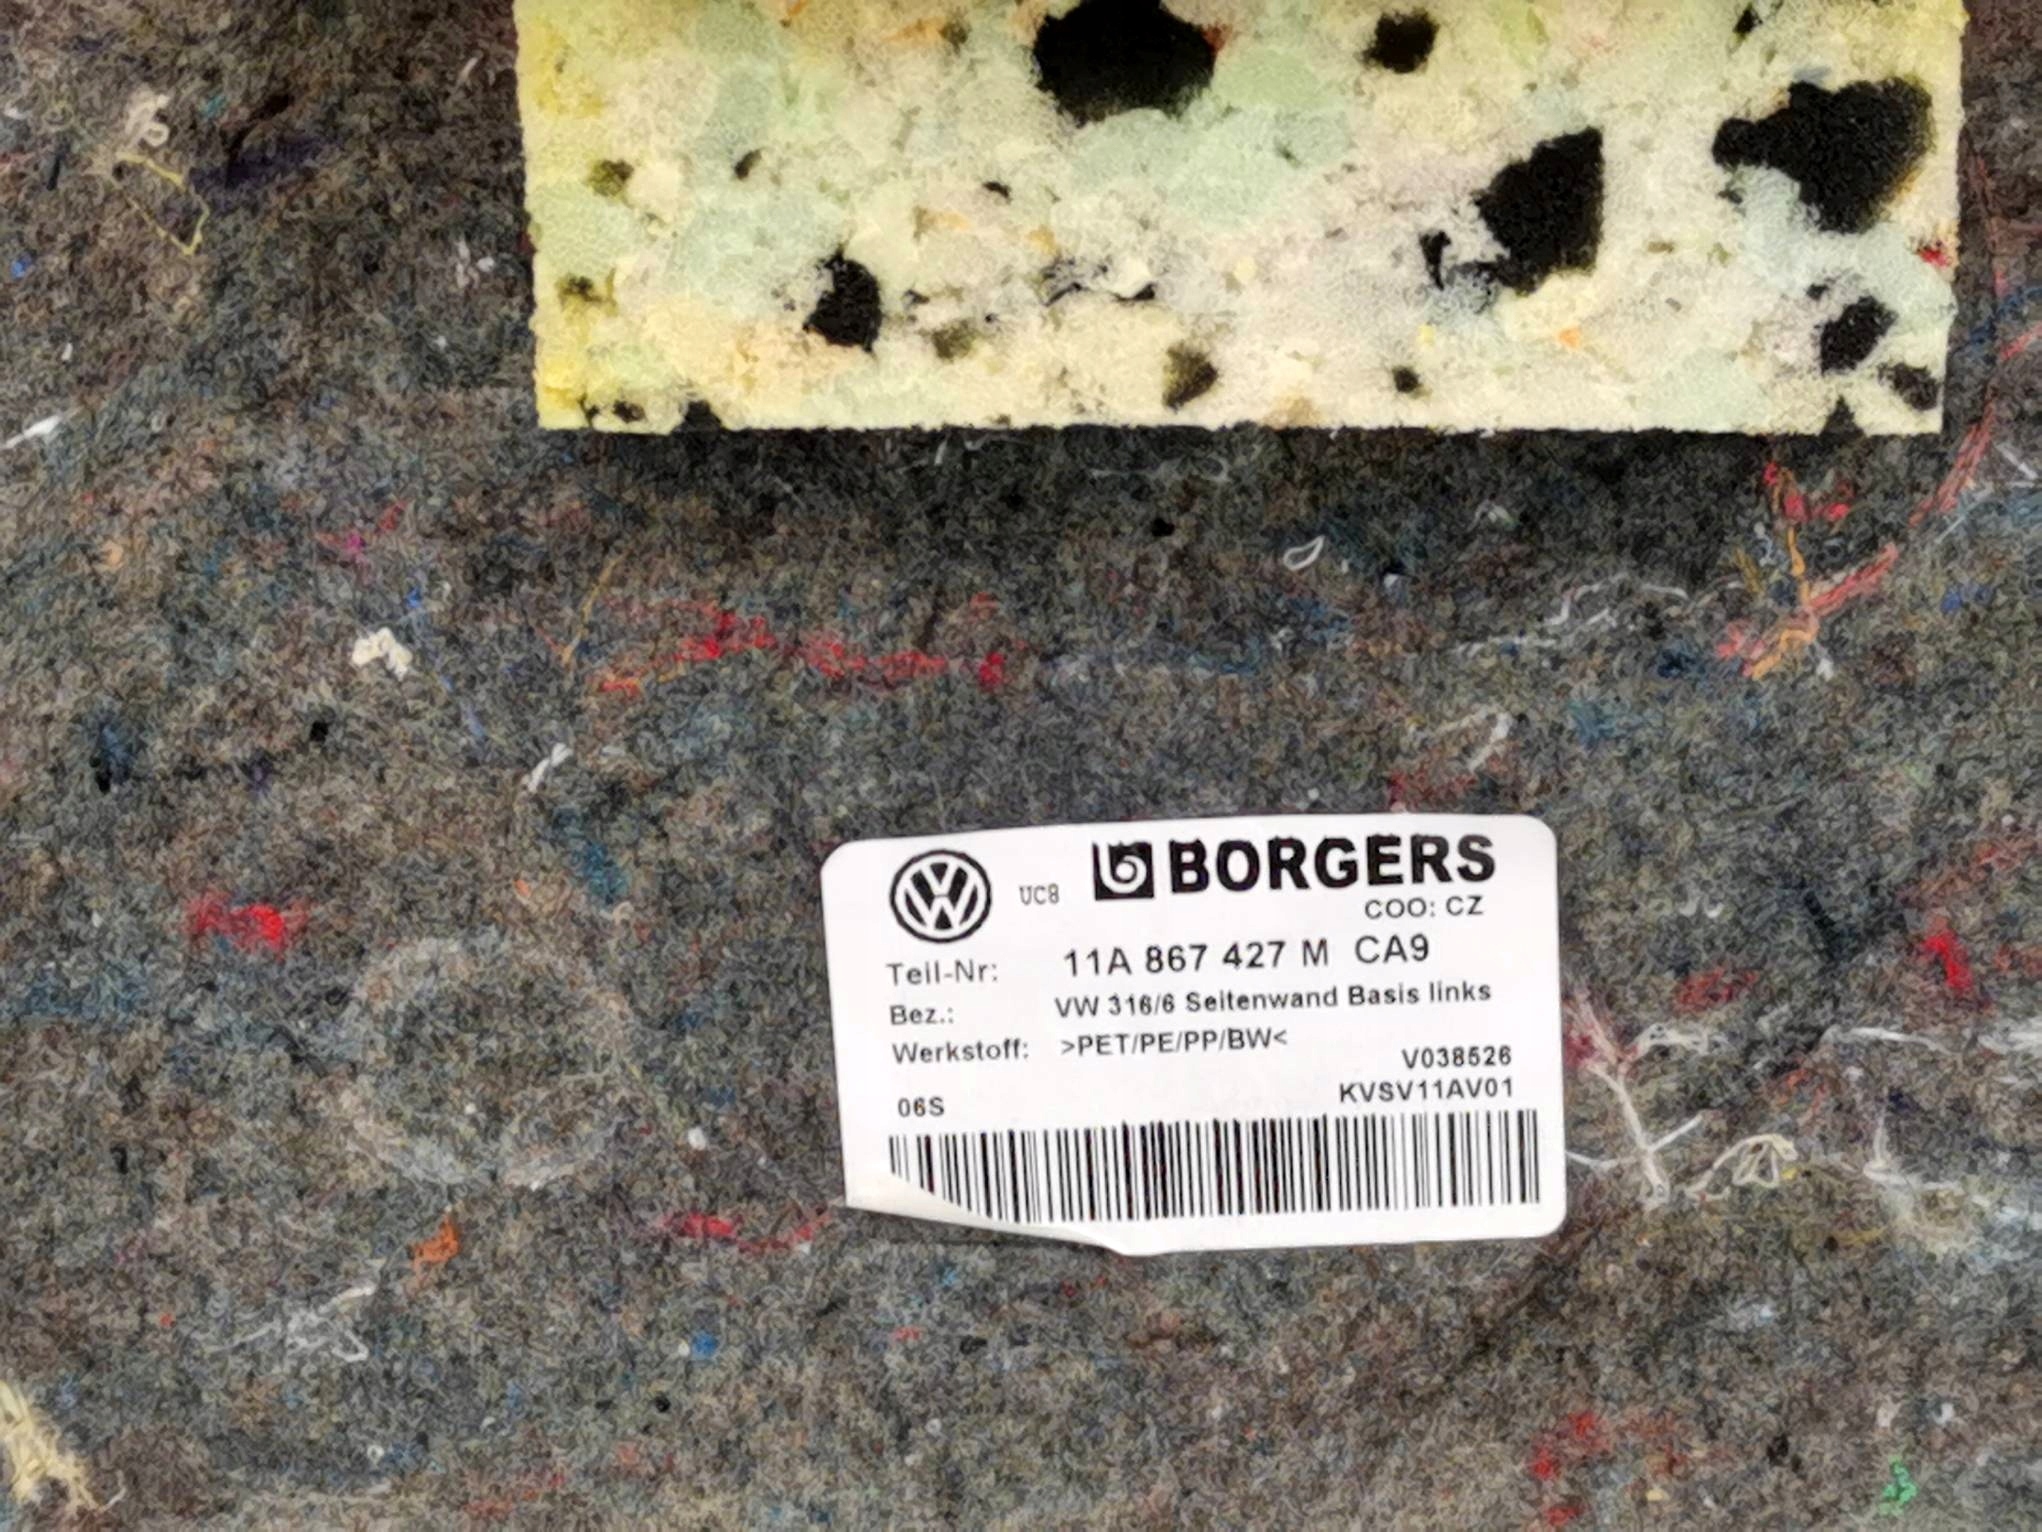 VW UC8 BORGERS
COO: CZ
Teil-Nr: 11A 867 427 M CA9
Bez.: VW 316/6 Seitenwand Basis links
Werkstoff: >PET/PE/PP/BW<
V038526
06S KVSV11AV01